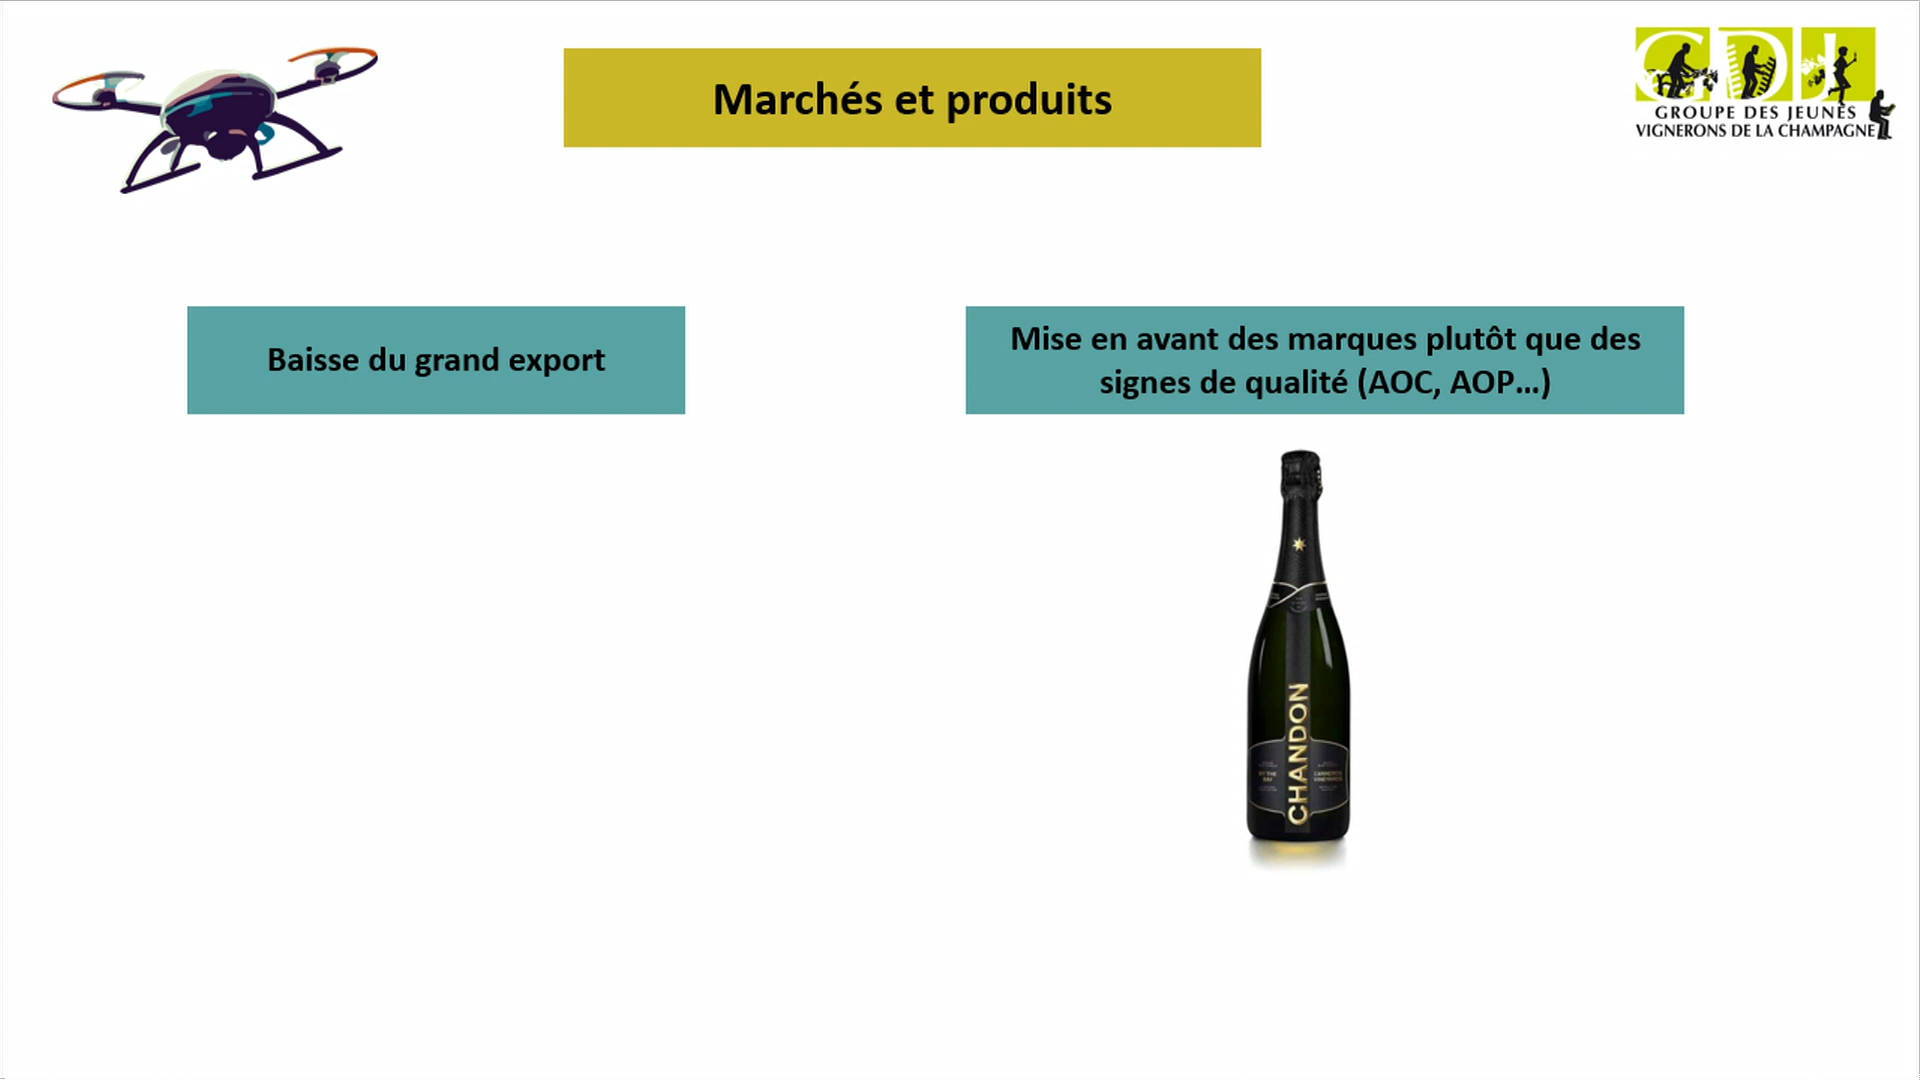 Marchés et produits
GDJ
GROUPE DES JEUNES
VIGNERONS DE LA CHAMPAGNE
Baisse du grand export
Mise en avant des marques plutôt que des
signes de qualité (AOC, AOP...)
CHANDON